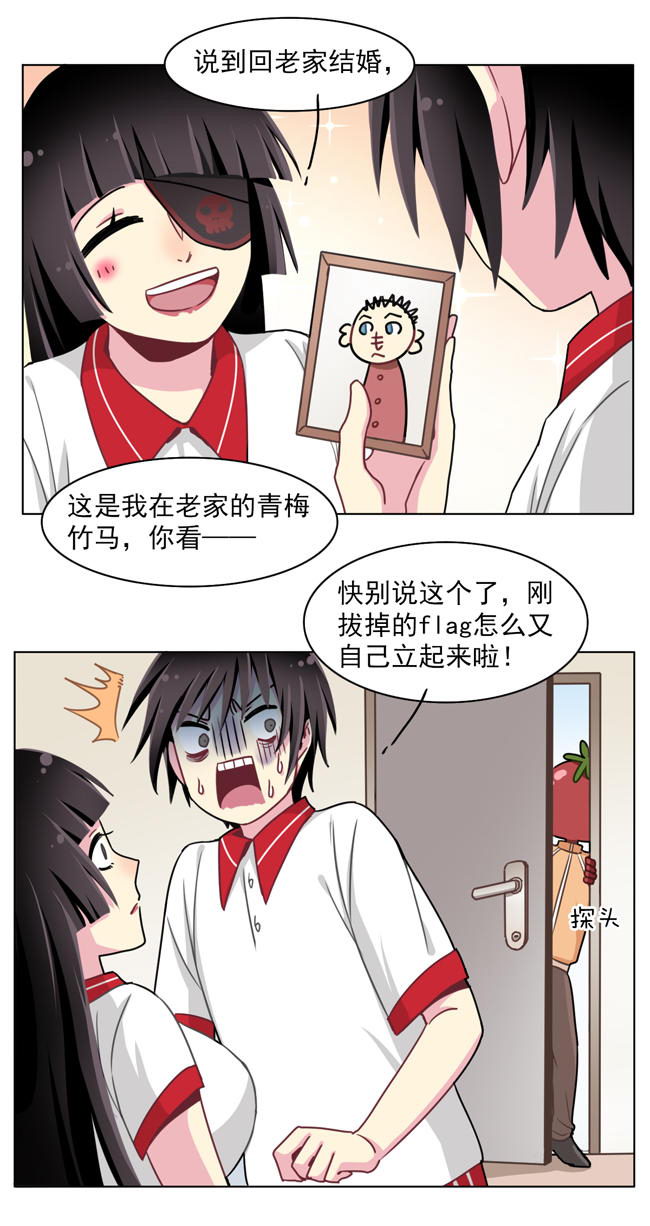 说到回老家结婚，
这是我在老家的青梅
竹马，你看——
快别说这个了，刚
拔掉的flag怎么又
自己立起来啦！
探头